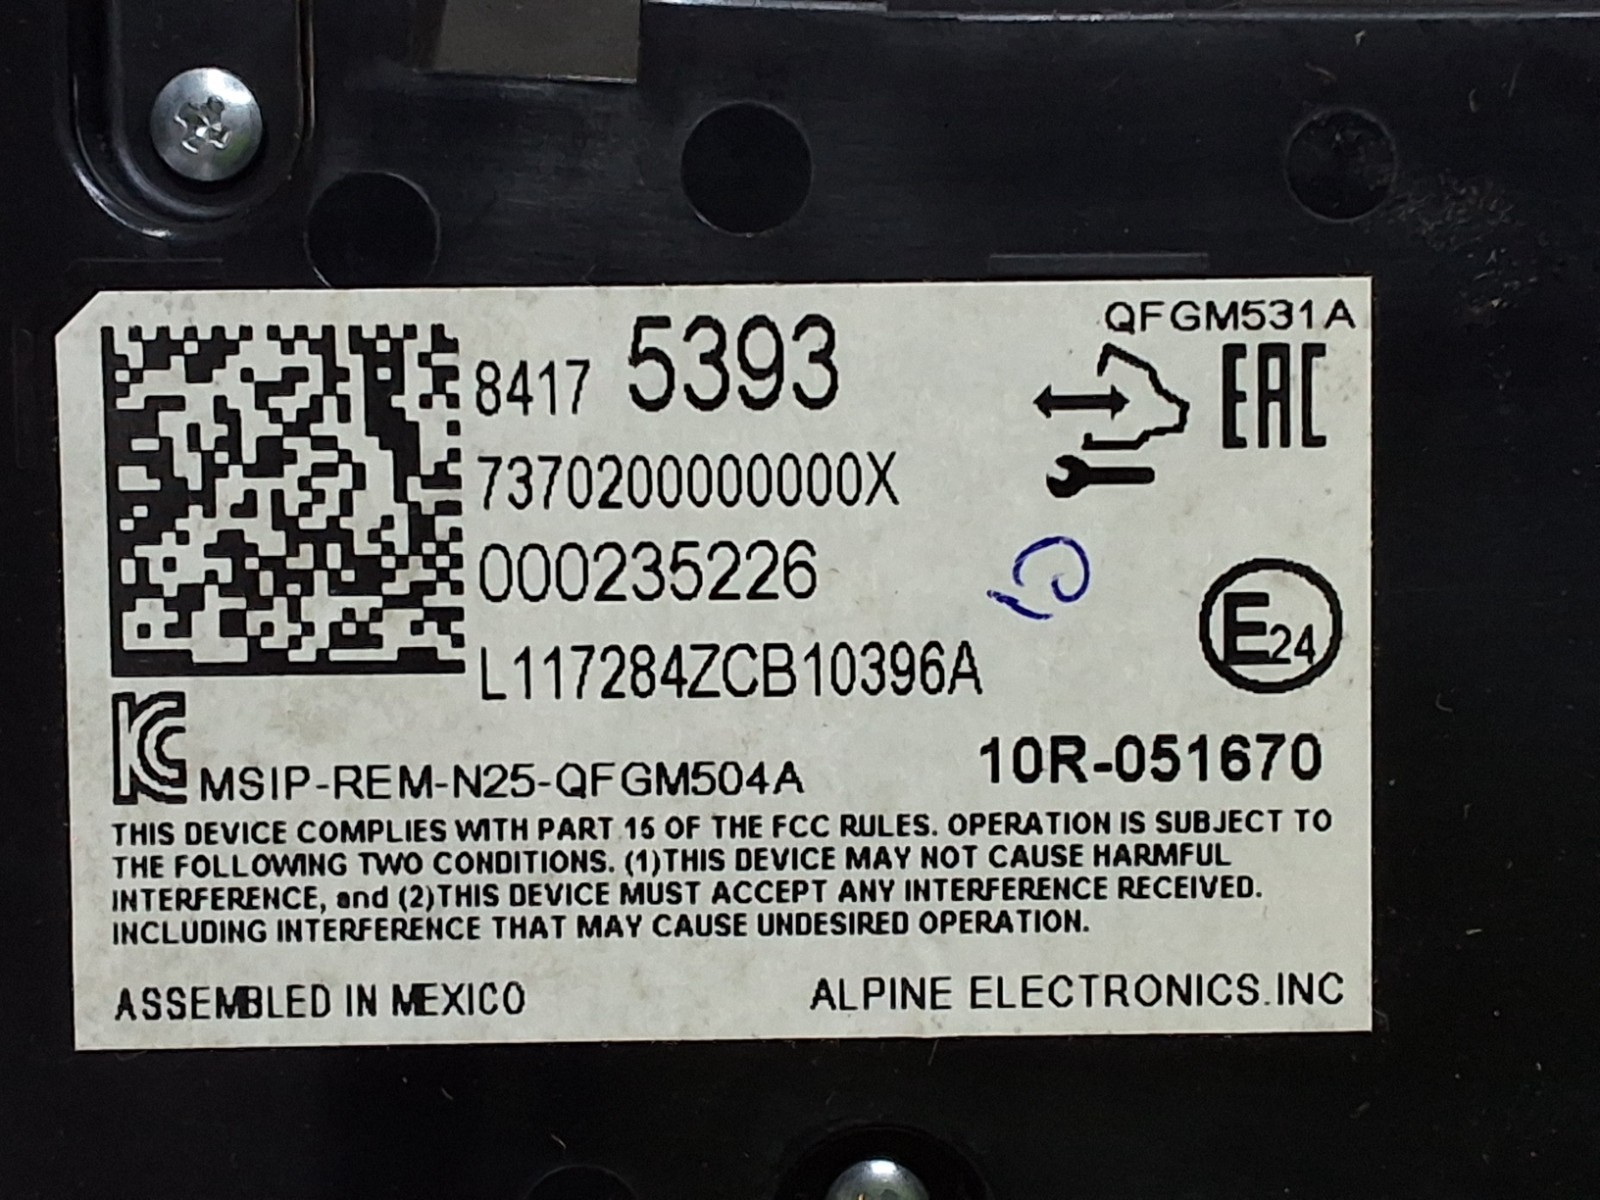 QFGM531A
8417 5393
EAC
7370200000000X
000235226
E24
L117284ZCB10396A
10R-051670
KC MSIP-REM-N25-QFGM504A
THIS DEVICE COMPLIES WITH PART 15 OF THE FCC RULES. OPERATION IS SUBJECT TO
THE FOLLOWING TWO CONDITIONS. (1)THIS DEVICE MAY NOT CAUSE HARMFUL
INTERFERENCE, and (2)THIS DEVICE MUST ACCEPT ANY INTERFERENCE RECEIVED.
INCLUDING INTERFERENCE THAT MAY CAUSE UNDESIRED OPERATION.
ASSEMBLED IN MEXICO
ALPINE ELECTRONICS.INC